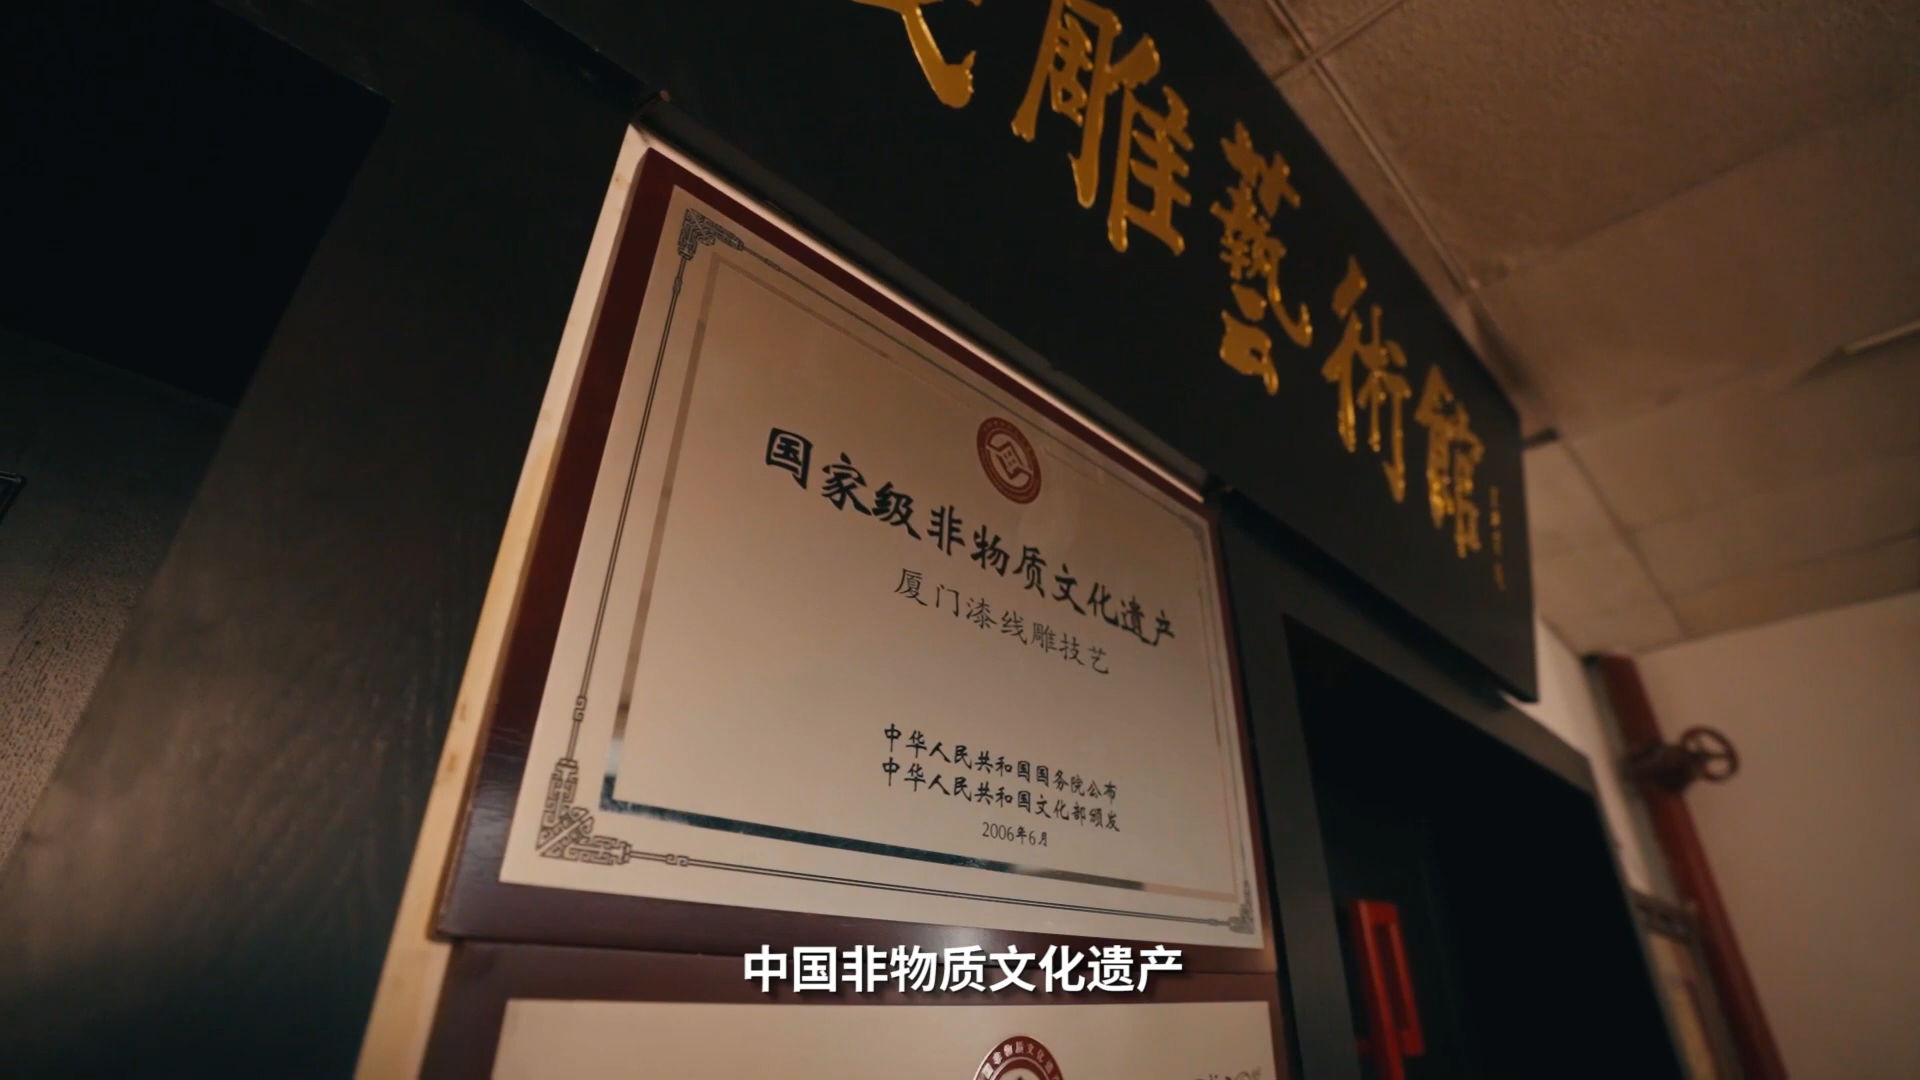 雕藝術館
国家级非物质文化遗产
厦门漆线雕技艺
中华人民共和国国务院公布
中华人民共和国文化部颁发
2006年6月
中国非物质文化遗产